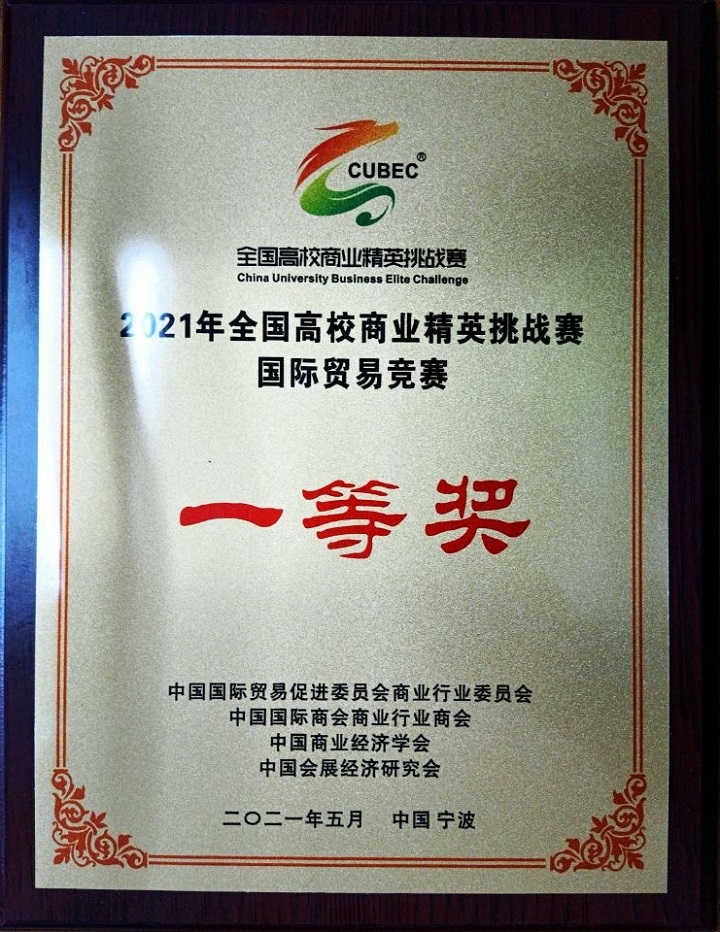 CUBEC®
全国高校商业精英挑战赛
China University Business Elite Challenge
2021年全国高校商业精英挑战赛
国际贸易竞赛
一等奖
中国国际贸易促进委员会商业行业委员会
中国国际商会商业行业商会
中国商业经济学会
中国会展经济研究会
二〇二一年五月 中国 宁波